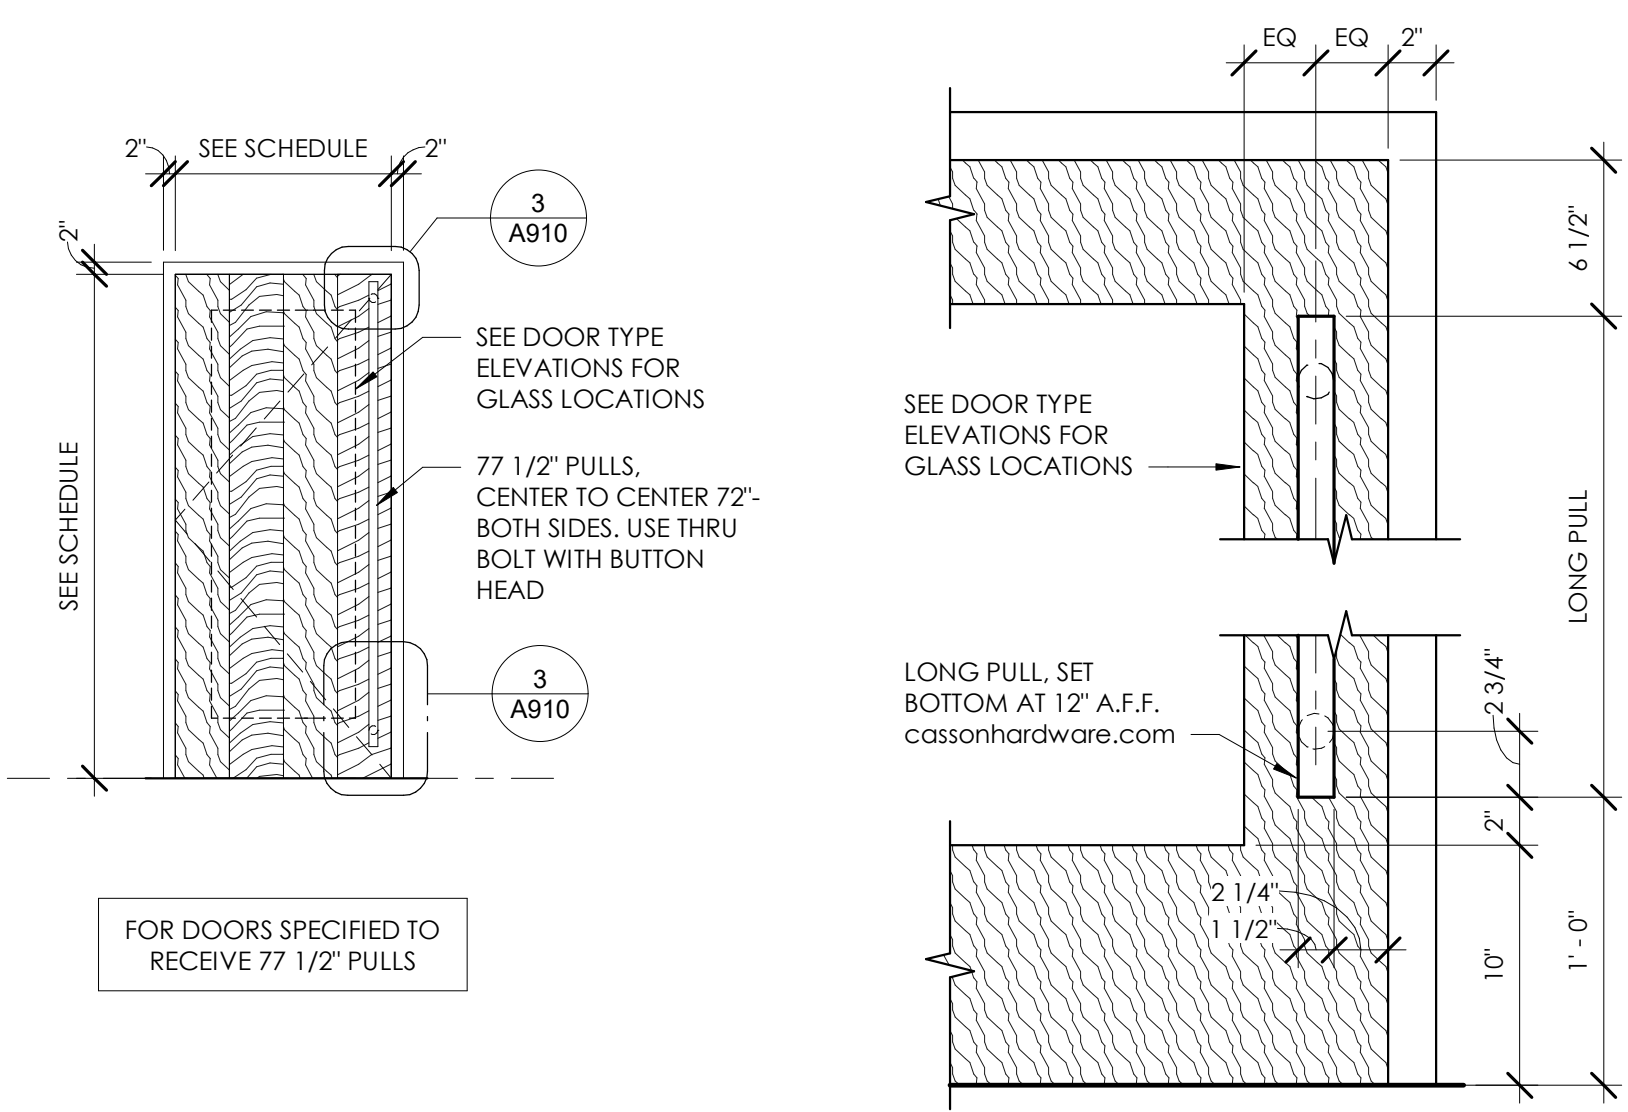 2"
SEE SCHEDULE
2"
2"
SEE SCHEDULE
3
A910
SEE DOOR TYPE
ELEVATIONS FOR
GLASS LOCATIONS
77 1/2" PULLS,
CENTER TO CENTER 72"-
BOTH SIDES. USE THRU
BOLT WITH BUTTON
HEAD
3
A910
FOR DOORS SPECIFIED TO
RECEIVE 77 1/2" PULLS
EQ
EQ
2"
6 1/2"
SEE DOOR TYPE
ELEVATIONS FOR
GLASS LOCATIONS
LONG PULL
LONG PULL, SET
BOTTOM AT 12" A.F.F.
cassonhardware.com
2 3/4"
2"
2 1/4"
1 1/2"
10"
1' - 0"